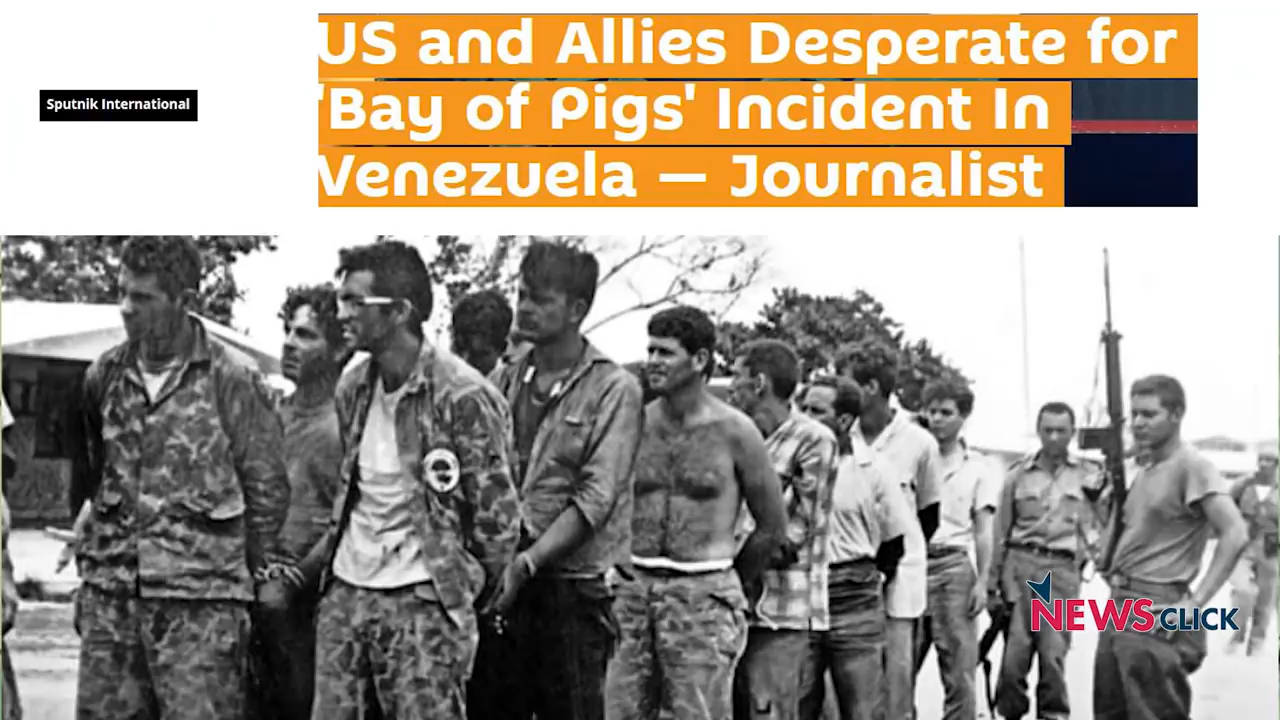 Sputnik International
US and Allies Desperate for
'Bay of Pigs' Incident In
Venezuela — Journalist
NEWSCLICK